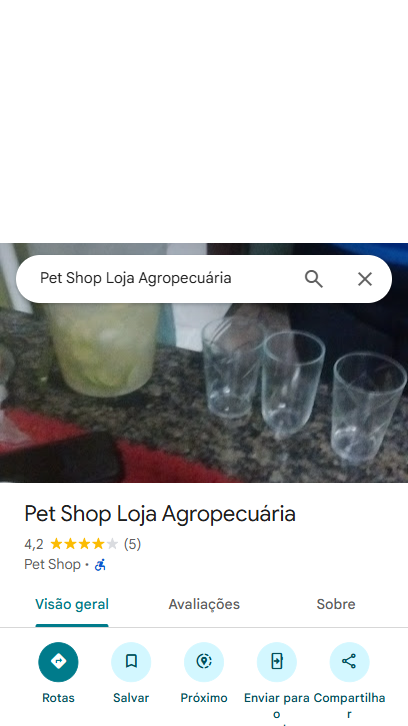 Pet Shop Loja Agropecuária
Pet Shop Loja Agropecuária
4,2 (5)
Pet Shop ·
Visão geral Avaliações Sobre
Rotas Salvar Próximo Enviar para Compartilha
o r